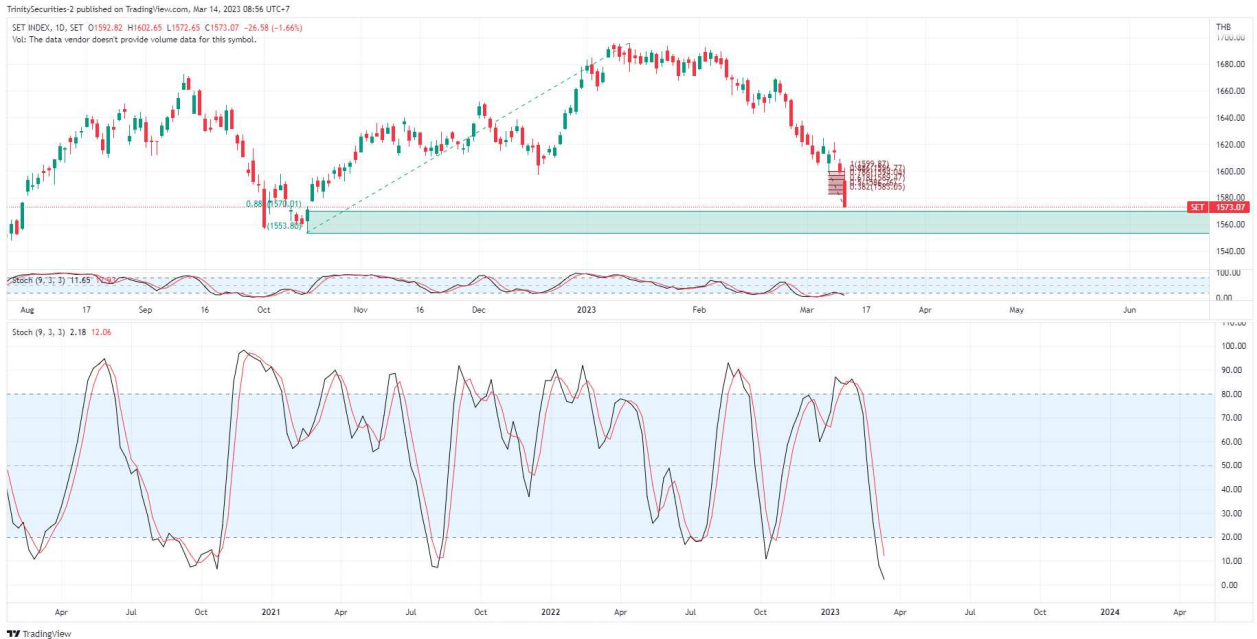 TrinitySecurities-2 published on TradingView.com, Mar 14, 2023 08:56 UTC+7
SET INDEX, 1D, SET O1592.82 H1602.65 L1572.65 C1573.07 −26.58 (−1.66%)
Vol: The data vendor doesn't provide volume data for this symbol.
THB
1700.00
1680.00
1660.00
1640.00
1620.00
1600.00
1580.00
1560.00
1540.00
1(1599.87)
0.382(1583.05)
0.88 (1570.01)
(1553.80)
SET 1573.07
Stoch (9, 3, 3) 11.65
100.00
0.00
Aug 17 Sep 16 Oct Nov 16 Dec 2023 Feb Mar 17 Apr May Jun
Stoch (9, 3, 3) 2.18 12.06
110.00
100.00
90.00
80.00
70.00
60.00
50.00
40.00
30.00
20.00
10.00
0.00
Apr Jul Oct 2021 Apr Jul Oct 2022 Apr Jul Oct 2023 Apr Jul Oct 2024 Apr
TradingView